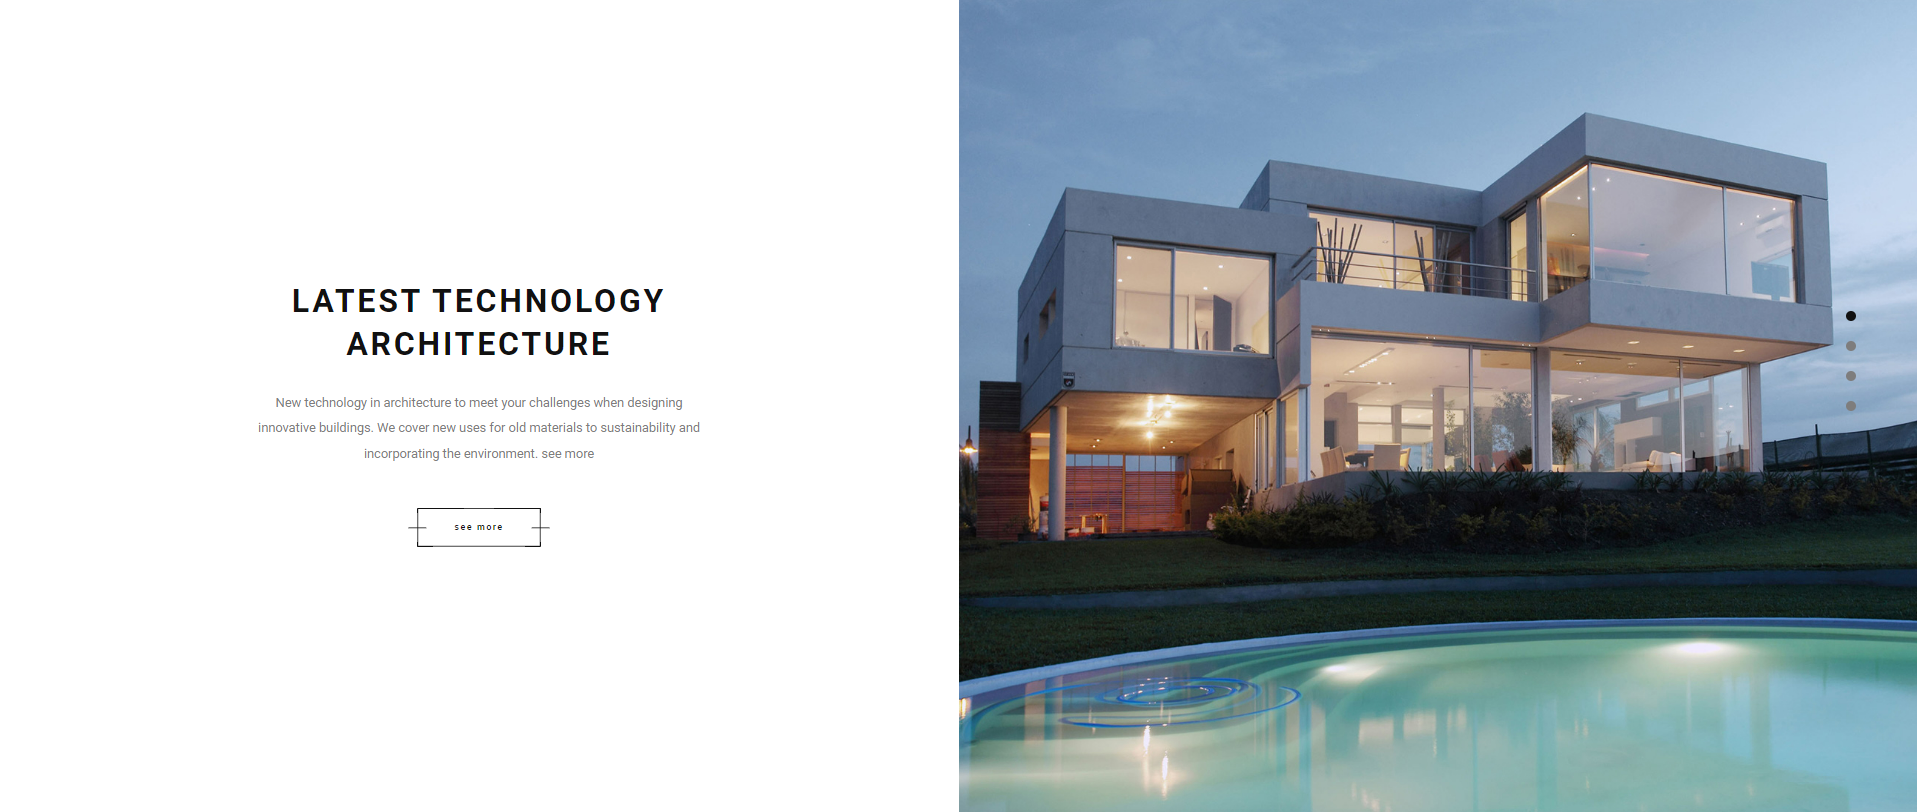 LATEST TECHNOLOGY
ARCHITECTURE
New technology in architecture to meet your challenges when designing
innovative buildings. We cover new uses for old materials to sustainability and
incorporating the environment. see more
see more